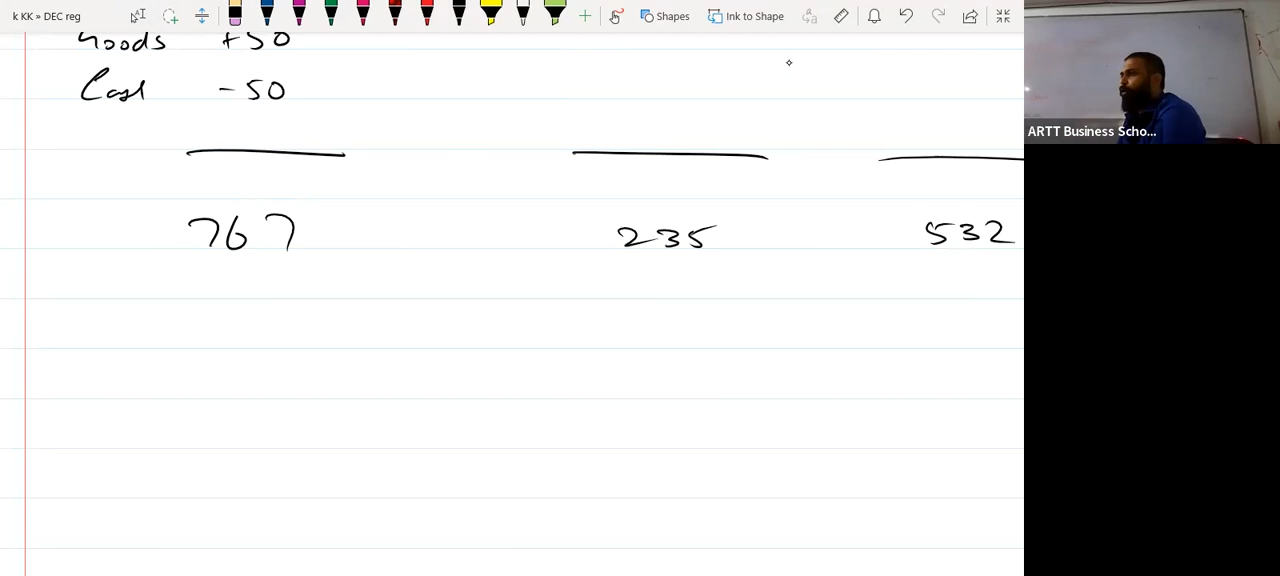 k KK » DEC reg
Shapes
Ink to Shape
Goods +50
Cash -50
767 235 532
ARTT Business Scho...